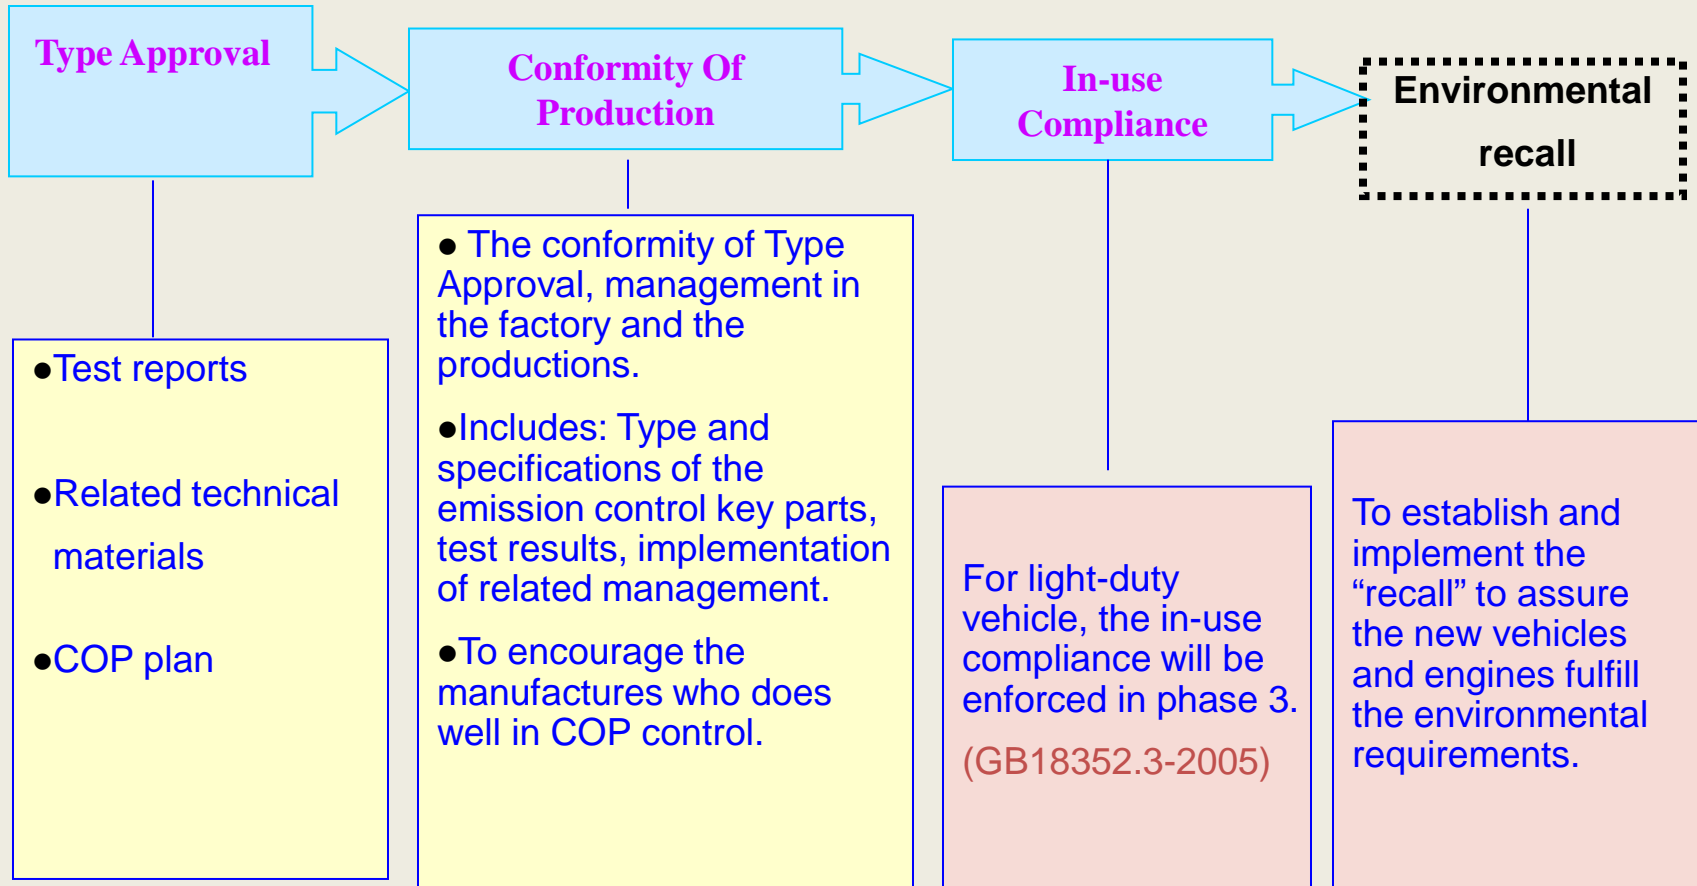 Type Approval
Conformity Of
Production
In-use
Compliance
Environmental
recall
●Test reports
●Related technical
materials
●COP plan
● The conformity of Type
Approval, management in
the factory and the
productions.
●Includes: Type and
specifications of the
emission control key parts,
test results, implementation
of related management.
●To encourage the
manufactures who does
well in COP control.
For light-duty
vehicle, the in-use
compliance will be
enforced in phase 3.
(GB18352.3-2005)
To establish and
implement the
“recall” to assure
the new vehicles
and engines fulfill
the environmental
requirements.